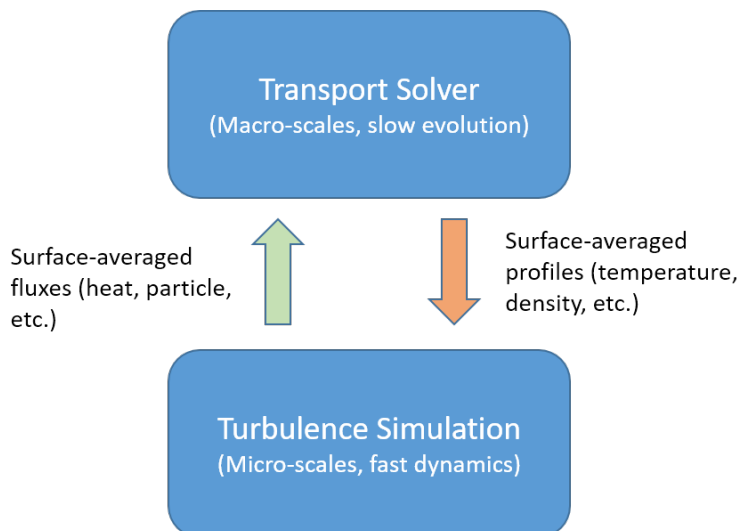 Transport Solver
(Macro-scales, slow evolution)
Surface-averaged
fluxes (heat, particle,
etc.)
Surface-averaged
profiles (temperature,
density, etc.)
Turbulence Simulation
(Micro-scales, fast dynamics)